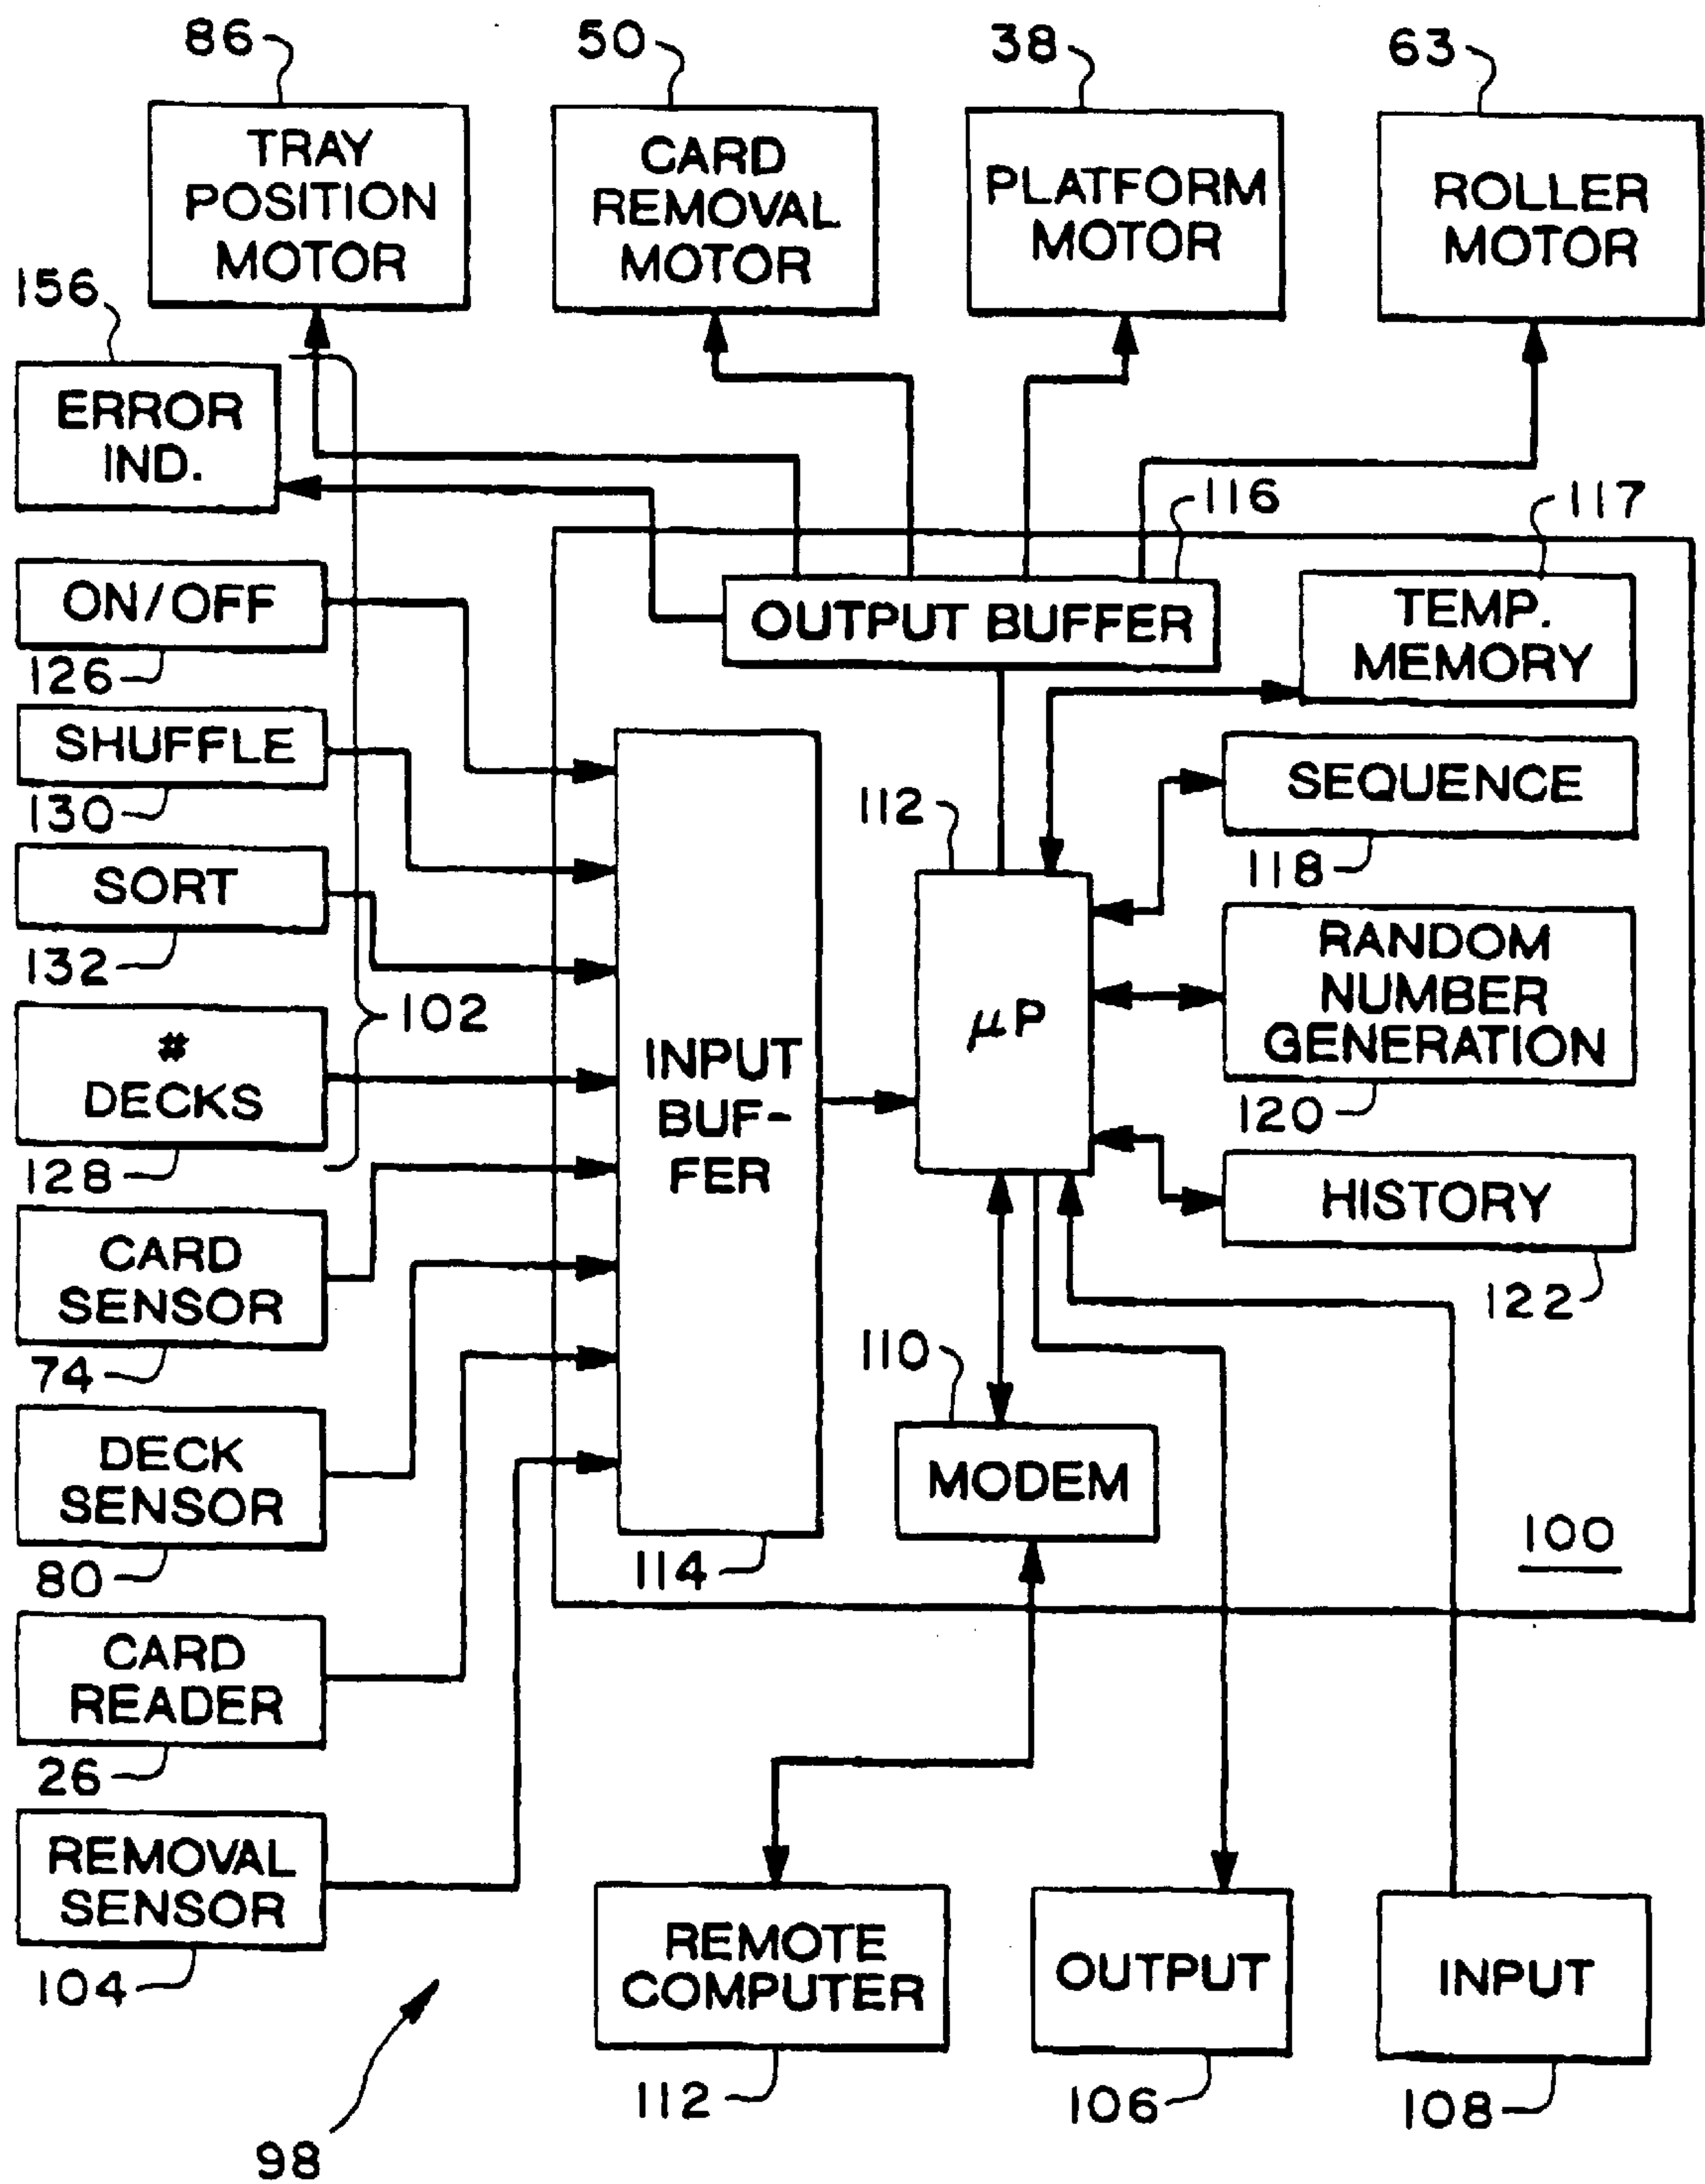 86
50
38
63
TRAY
POSITION
MOTOR
CARD
REMOVAL
MOTOR
PLATFORM
MOTOR
ROLLER
MOTOR
156
ERROR
IND.
116
117
ON/OFF
126
OUTPUT BUFFER
TEMP.
MEMORY
SHUFFLE
130
SEQUENCE
118
112
SORT
132
RANDOM
NUMBER
GENERATION
120
102
#
DECKS
128
INPUT
BUF-
FER
μP
HISTORY
122
CARD
SENSOR
74
110
DECK
SENSOR
80
MODEM
100
114
CARD
READER
26
REMOVAL
SENSOR
104
REMOTE
COMPUTER
112
OUTPUT
106
INPUT
108
98